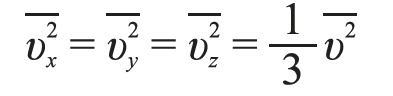 $\overline{v_x^2} = \overline{v_y^2} = \overline{v_z^2} = \frac{1}{3}\overline{v^2}$